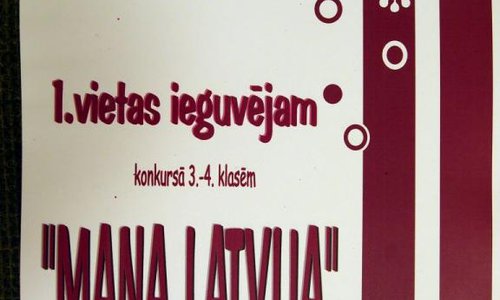 1.vietas ieguvējam
konkursā 3.-4. klasēm
"MANA LATVIJA"